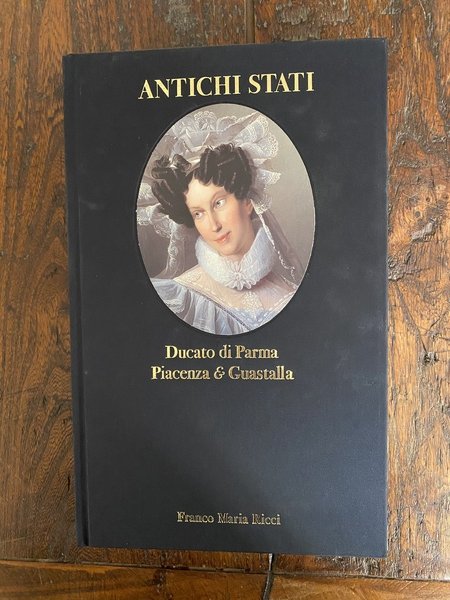 ANTICHI STATI
Ducato di Parma
Piacenza & Guastalla
Franco Maria Ricci